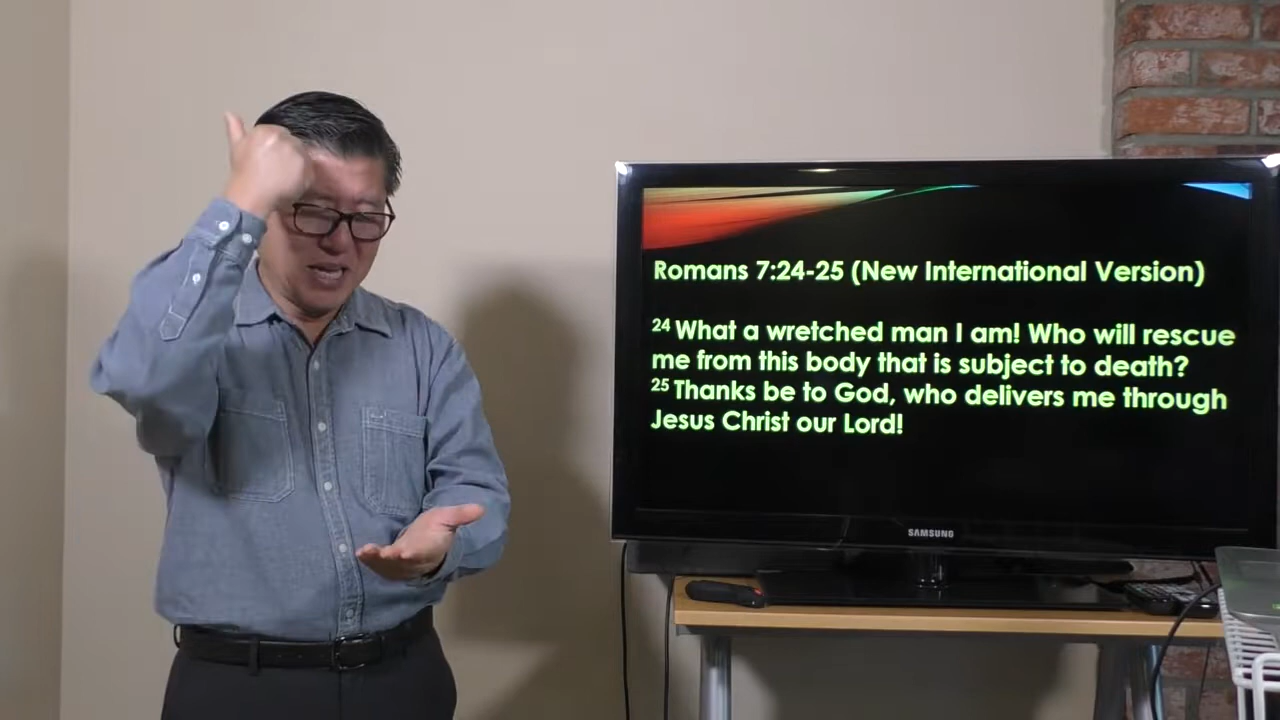 Romans 7:24-25 (New International Version)
24 What a wretched man I am! Who will rescue
me from this body that is subject to death?
25 Thanks be to God, who delivers me through
Jesus Christ our Lord!
SAMSUNG